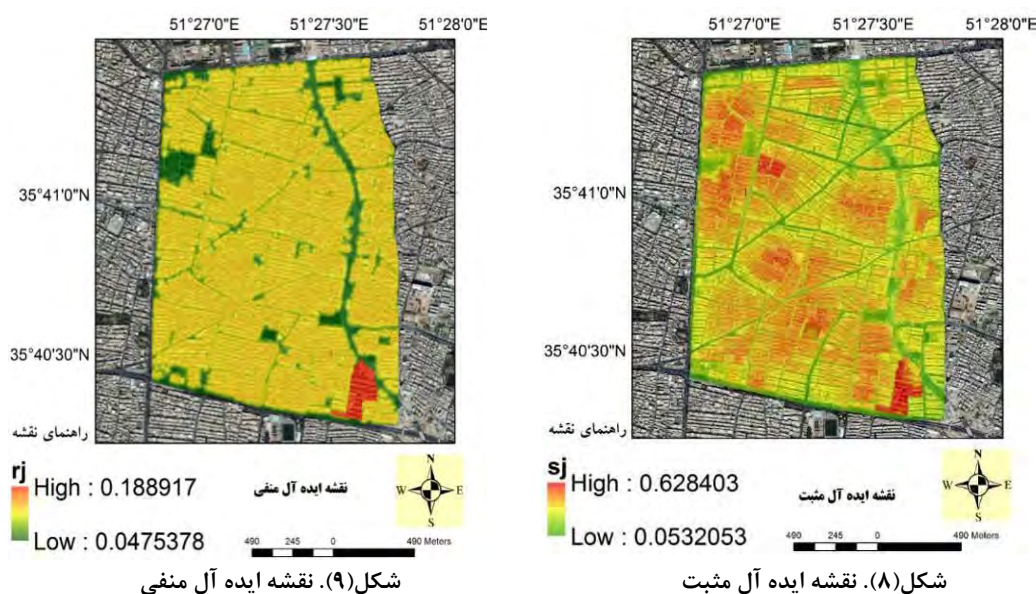 51°27'0"E 51°27'30"E 51°28'0"E
35°41'0"N
35°40'30"N
راهنمای نقشه
sj
High : 0.628403
Low : 0.0532053
نقشه ایده آل مثبت
N
W E
S
490 245 0 490 Meters
شکل(۸). نقشه ایده آل مثبت
51°27'0"E 51°27'30"E 51°28'0"E
35°41'0"N
35°40'30"N
راهنمای نقشه
rj
High : 0.188917
Low : 0.0475378
نقشه ایده آل منفی
N
W E
S
490 245 0 490 Meters
شکل(۹). نقشه ایده آل منفی